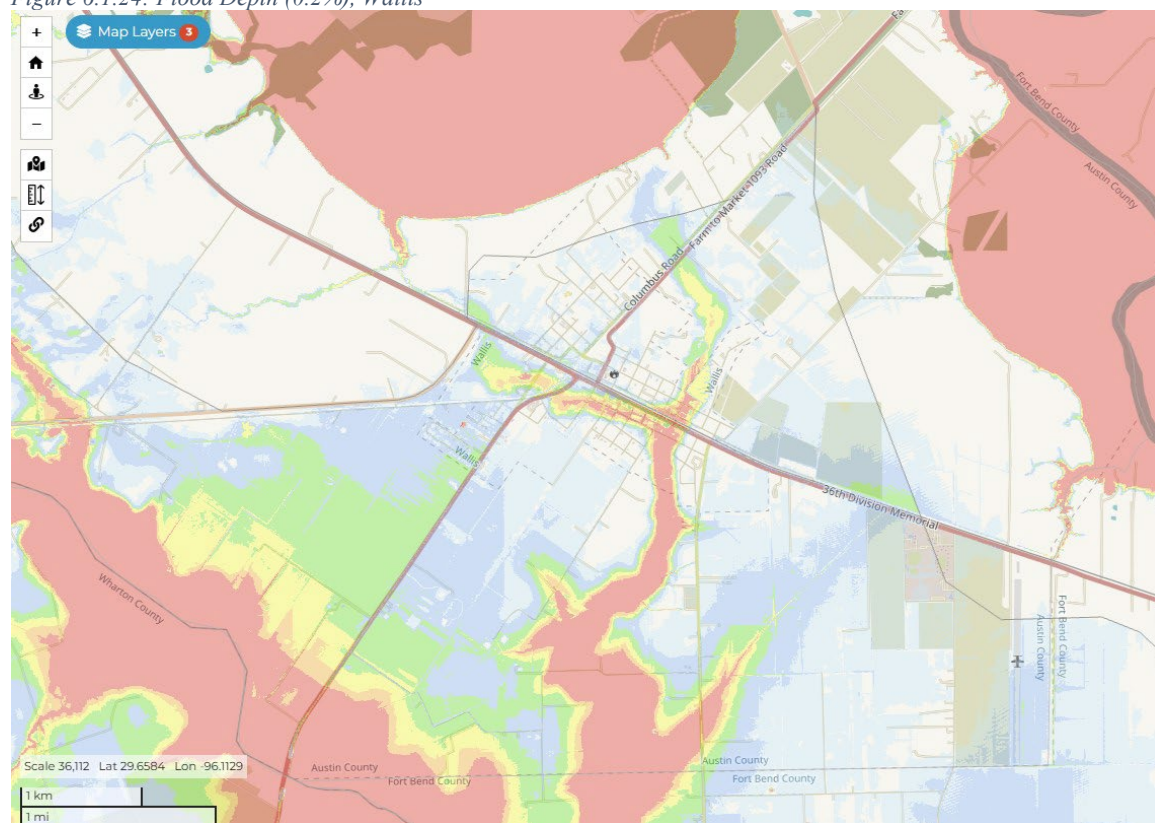 Figure 6.1.24: Flood Depth (0.2%), Wallis
+
Map Layers 3
−
Fort Bend County
Austin County
Farm to Market 1093 Road
Columbus Road
Wallis
Wallis
Wallis
36th Division Memorial
Wharton County
Fort Bend County
Austin County
Scale 36,112 Lat 29.6584 Lon -96.1129
Austin County
Fort Bend County
Austin County
Fort Bend County
1 km
1 mi